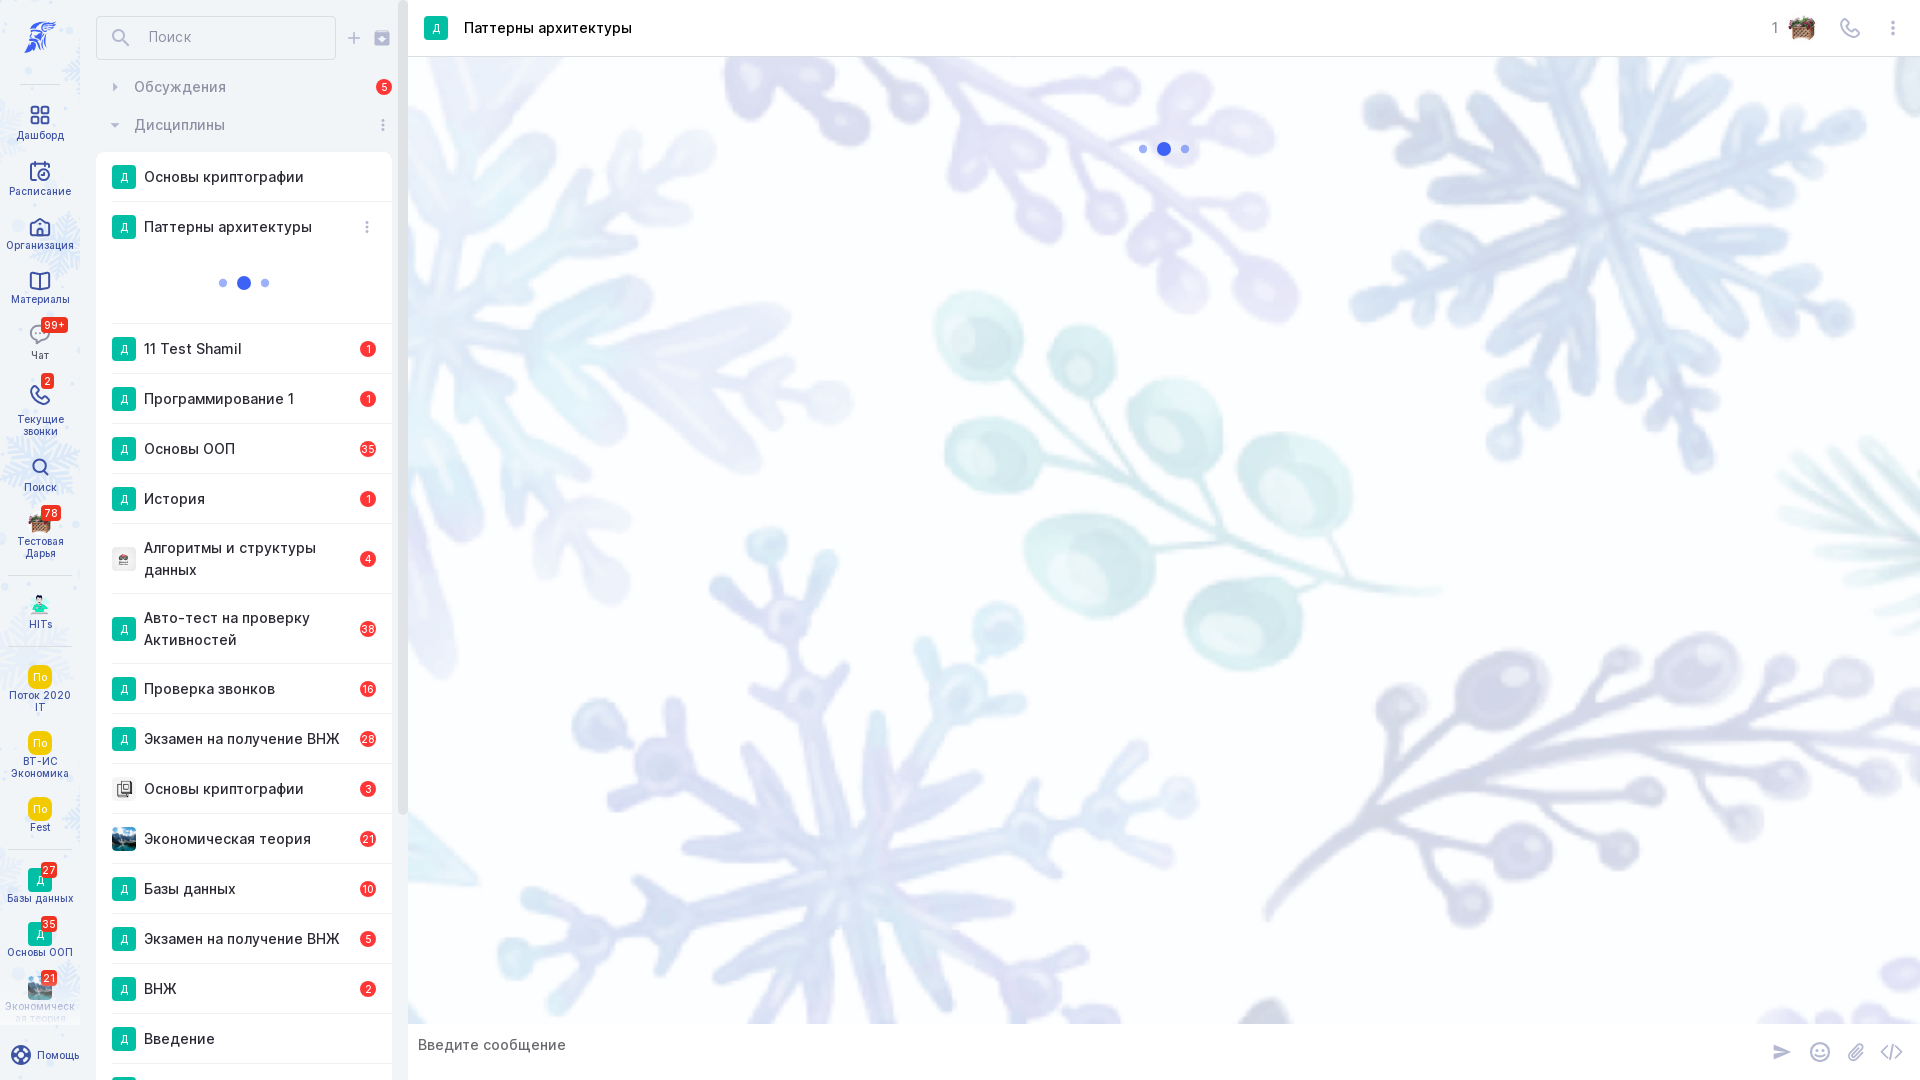 Дашборд
Расписание
Организация
Материалы
99+
Чат
2
Текущие
звонки
Поиск
78
Тестовая
Дарья
HITs
По
Поток 2020
IT
По
ВТ-ИС
Экономика
По
Fest
27
Д
Базы данных
35
Д
Основы ООП
21
Экономическ
ая теория
Помощь
Поиск
Обсуждения
5
Дисциплины
Д Основы криптографии
Д Паттерны архитектуры
Д 11 Test Shamil 1
Д Программирование 1 1
Д Основы ООП 35
Д История 1
Алгоритмы и структуры
данных
4
Д Авто-тест на проверку
Активностей
38
Д Проверка звонков 16
Д Экзамен на получение ВНЖ 28
Основы криптографии 3
Экономическая теория 21
Д Базы данных 10
Д Экзамен на получение ВНЖ 5
Д ВНЖ 2
Д Введение
Д Паттерны архитектуры
1
Введите сообщение